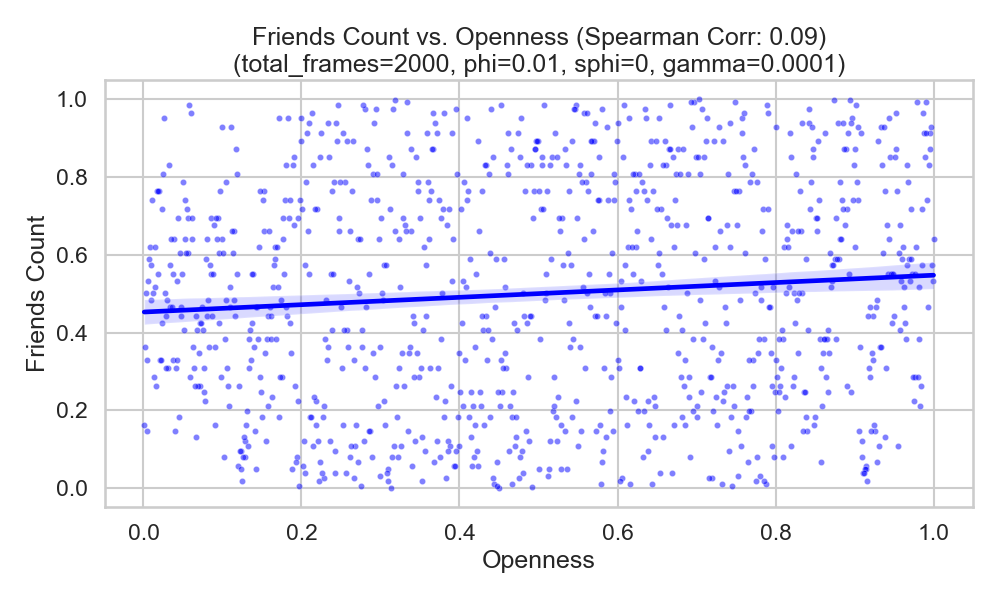 Friends Count vs. Openness (Spearman Corr: 0.09)
(total_frames=2000, phi=0.01, sphi=0, gamma=0.0001)
1.0
0.8
0.6
0.4
0.2
0.0
Friends Count
0.0 0.2 0.4 0.6 0.8 1.0
Openness